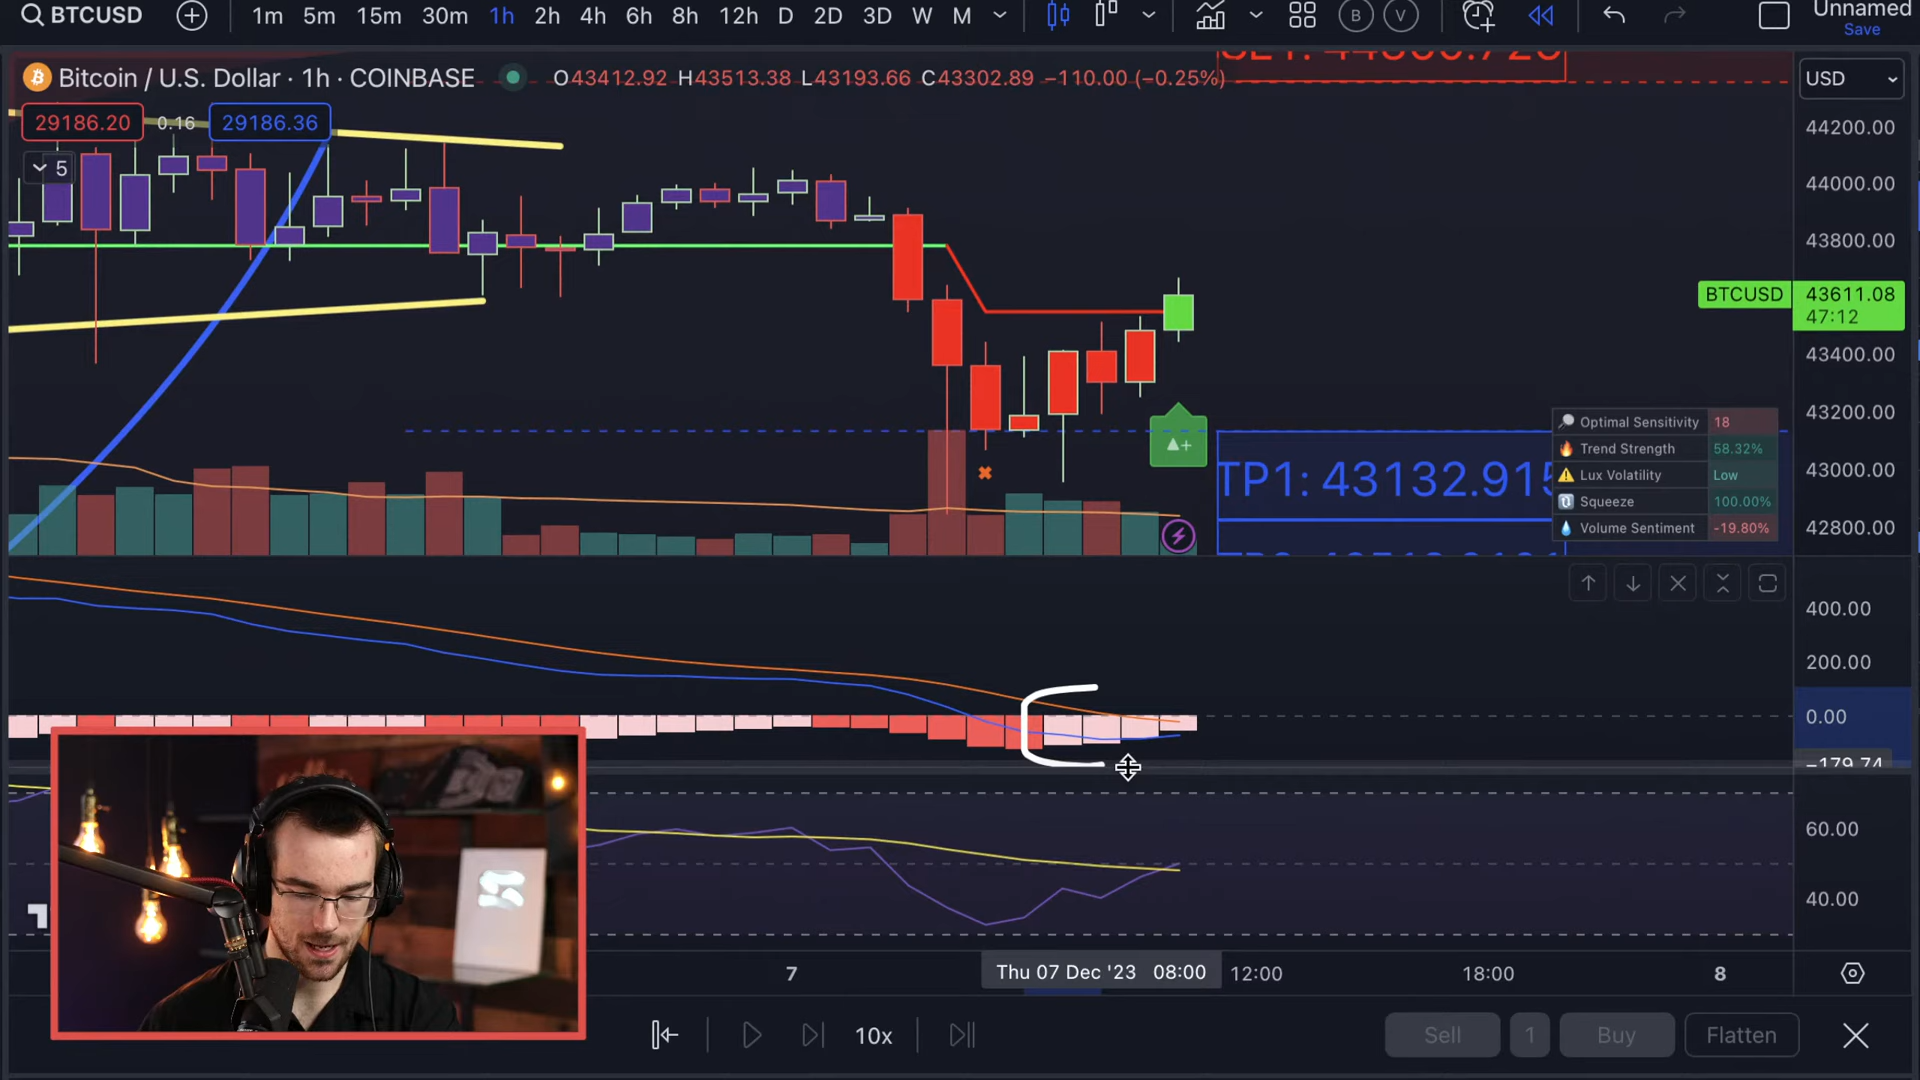 BTCUSD
1m 5m 15m 30m 1h 2h 4h 6h 8h 12h D 2D 3D W M
B V
Unnamed
Save
Bitcoin / U.S. Dollar · 1h · COINBASE
O43412.92 H43513.38 L43193.66 C43302.89 −110.00 (−0.25%)
USD
29186.20 0.16 29186.36
5
44200.00
44000.00
43800.00
BTCUSD 43611.08
47:12
43400.00
43200.00
43000.00
42800.00
TP1: 43132.915
Optimal Sensitivity 18
Trend Strength 58.32%
Lux Volatility Low
Squeeze 100.00%
Volume Sentiment -19.80%
▲+
400.00
200.00
0.00
−179.74
60.00
40.00
7 Thu 07 Dec '23 08:00 12:00 18:00 8
10x
Sell 1 Buy Flatten